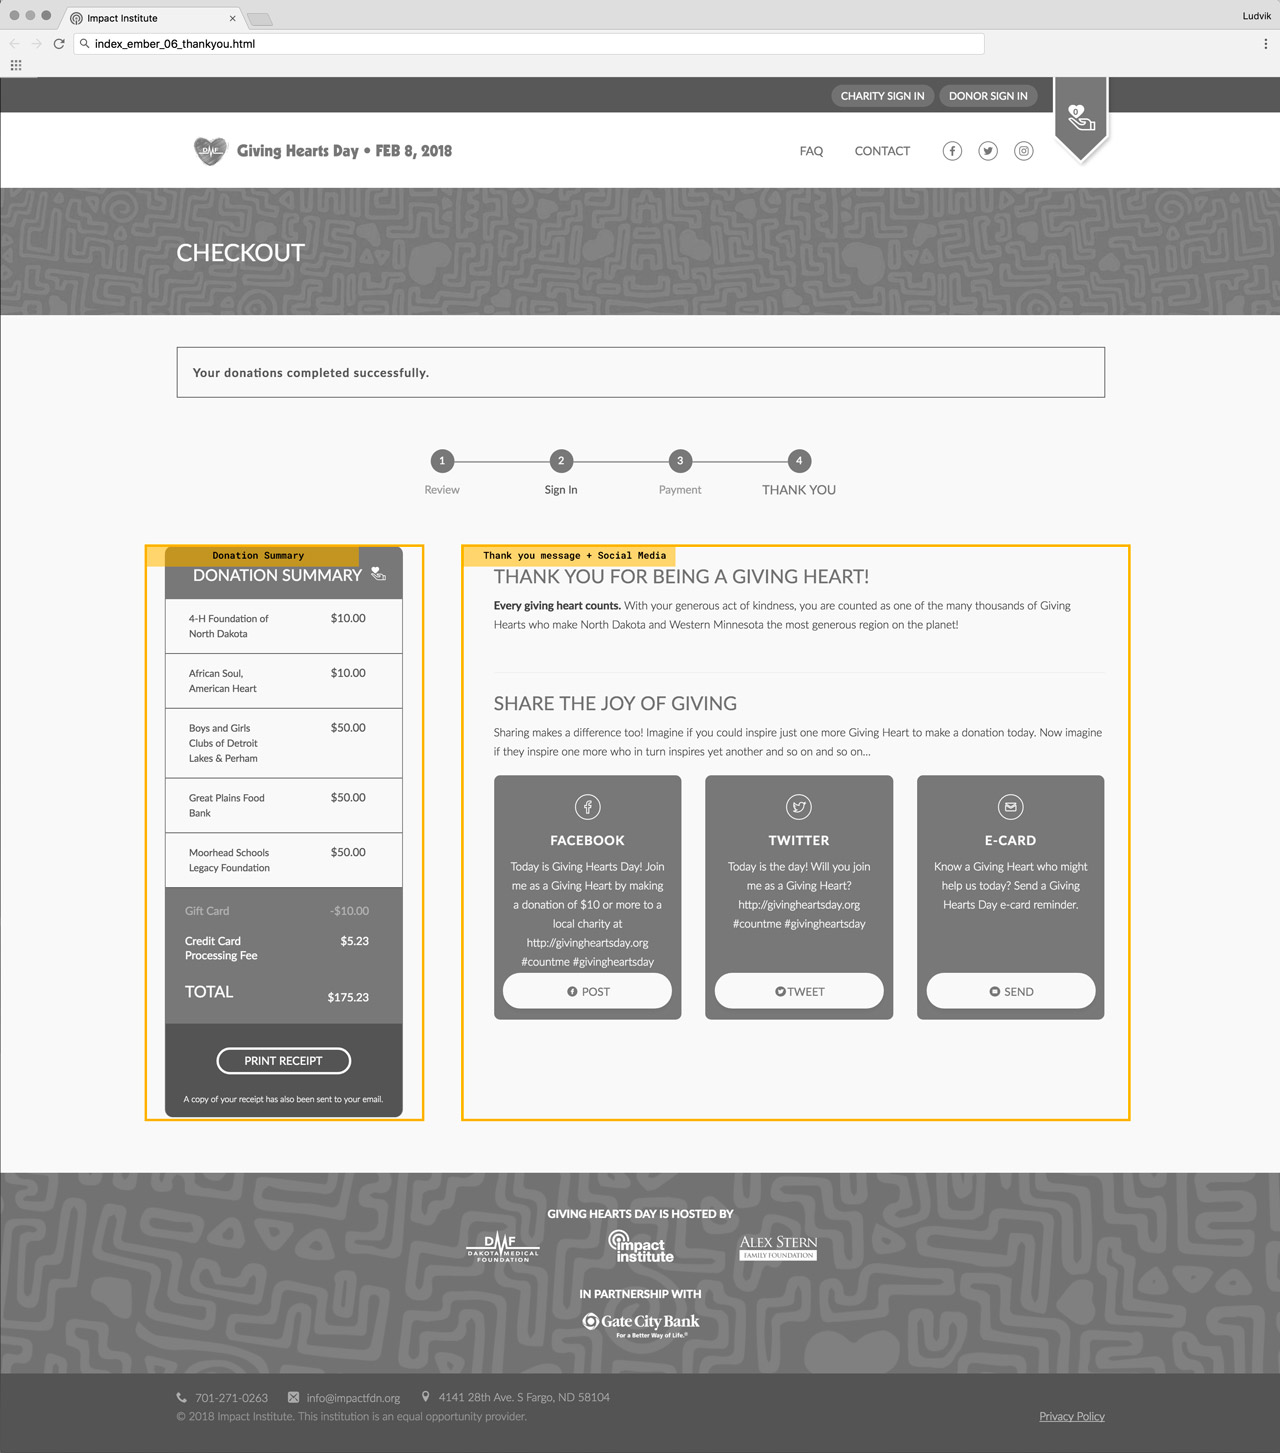 Impact Institute
Ludvik
index_ember_06_thankyou.html
CHARITY SIGN IN
DONOR SIGN IN
0
DMF
Giving Hearts Day • FEB 8, 2018
FAQ
CONTACT
CHECKOUT
Your donations completed successfully.
1
2
3
4
Review
Sign In
Payment
THANK YOU
Donation Summary
DONATION SUMMARY
4-H Foundation of
North Dakota
$10.00
African Soul,
American Heart
$10.00
Boys and Girls
Clubs of Detroit
Lakes & Perham
$50.00
Great Plains Food
Bank
$50.00
Moorhead Schools
Legacy Foundation
$50.00
Gift Card
-$10.00
Credit Card
Processing Fee
$5.23
TOTAL
$175.23
PRINT RECEIPT
A copy of your receipt has also been sent to your email.
Thank you message + Social Media
THANK YOU FOR BEING A GIVING HEART!
Every giving heart counts. With your generous act of kindness, you are counted as one of the many thousands of Giving
Hearts who make North Dakota and Western Minnesota the most generous region on the planet!
SHARE THE JOY OF GIVING
Sharing makes a difference too! Imagine if you could inspire just one more Giving Heart to make a donation today. Now imagine
if they inspire one more who in turn inspires yet another and so on and so on...
FACEBOOK
Today is Giving Hearts Day! Join
me as a Giving Heart by making
a donation of $10 or more to a
local charity at
http://givingheartsday.org
#countme #givingheartsday
POST
TWITTER
Today is the day! Will you join
me as a Giving Heart?
http://givingheartsday.org
#countme #givingheartsday
TWEET
E-CARD
Know a Giving Heart who might
help us today? Send a Giving
Hearts Day e-card reminder.
SEND
GIVING HEARTS DAY IS HOSTED BY
DMF
DAKOTA MEDICAL
FOUNDATION
impact
institute
ALEX STERN
FAMILY FOUNDATION
IN PARTNERSHIP WITH
Gate City Bank
For a Better Way of Life.®
701-271-0263
info@impactfdn.org
4141 28th Ave. S Fargo, ND 58104
© 2018 Impact Institute. This institution is an equal opportunity provider.
Privacy Policy